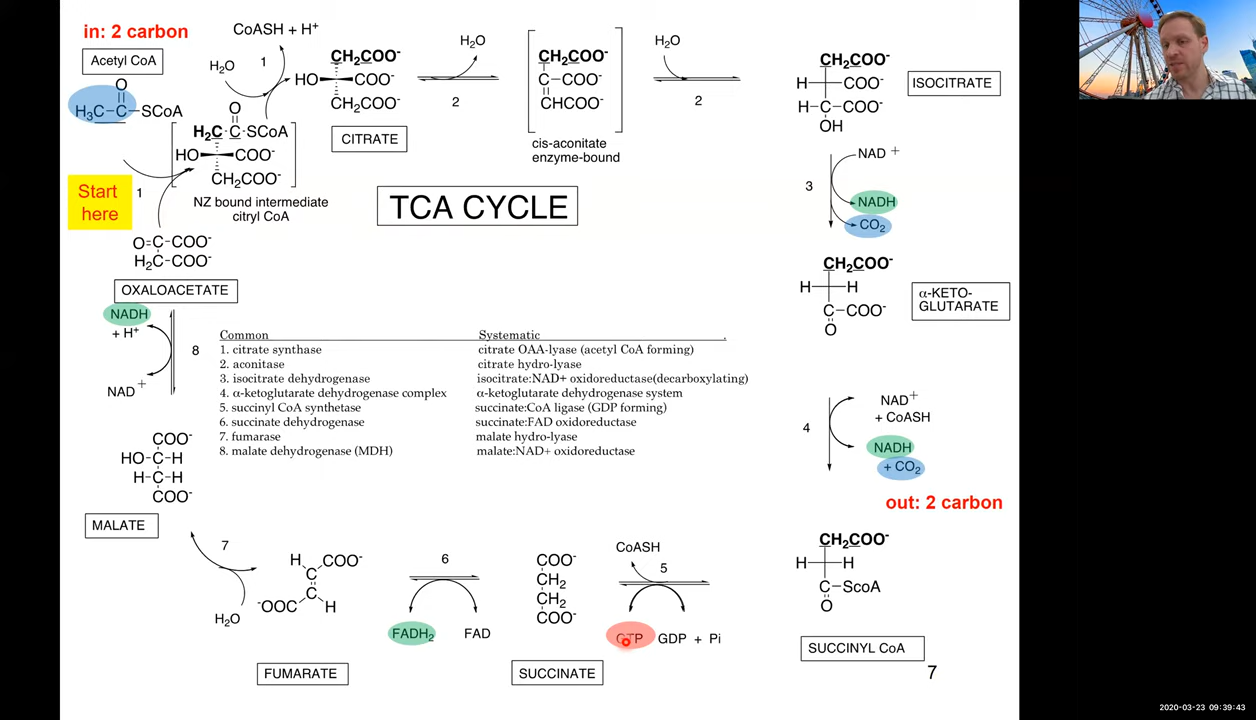 in: 2 carbon
Acetyl CoA
O
H₃C-C-SCoA
Start
here
1
O=C-COO⁻
H₂C-COO⁻
OXALOACETATE
CoASH + H⁺
H₂O
1
O
H₂C·C·SCoA
HO COO⁻
CH₂COO⁻
NZ bound intermediate
citryl CoA
CH₂COO⁻
HO COO⁻
CH₂COO⁻
CITRATE
H₂O
2
CH₂COO⁻
C-COO⁻
CHCOO⁻
cis-aconitate
enzyme-bound
H₂O
2
CH₂COO⁻
H COO⁻
H-C-COO⁻
OH
ISOCITRATE
TCA CYCLE
3
NAD +
NADH
CO₂
CH₂COO⁻
H H
C-COO⁻
O
α-KETO-
GLUTARATE
4
NAD⁺
+ CoASH
NADH
+ CO₂
out: 2 carbon
CH₂COO⁻
H H
C-ScoA
O
SUCCINYL CoA
NADH
+ H⁺
8
NAD +
Common Systematic .
1. citrate synthase citrate OAA-lyase (acetyl CoA forming)
2. aconitase citrate hydro-lyase
3. isocitrate dehydrogenase isocitrate:NAD+ oxidoreductase(decarboxylating)
4. α-ketoglutarate dehydrogenase complex α-ketoglutarate dehydrogenase system
5. succinyl CoA synthetase succinate:CoA ligase (GDP forming)
6. succinate dehydrogenase succinate:FAD oxidoreductase
7. fumarase malate hydro-lyase
8. malate dehydrogenase (MDH) malate:NAD+ oxidoreductase
COO⁻
HO-C-H
H-C-H
COO⁻
MALATE
7
H₂O
H COO⁻
C
C
⁻OOC H
FUMARATE
6
FADH₂ FAD
COO⁻
CH₂
CH₂
COO⁻
SUCCINATE
CoASH
5
GTP GDP + Pi
7
2020-03-23 09:39:43